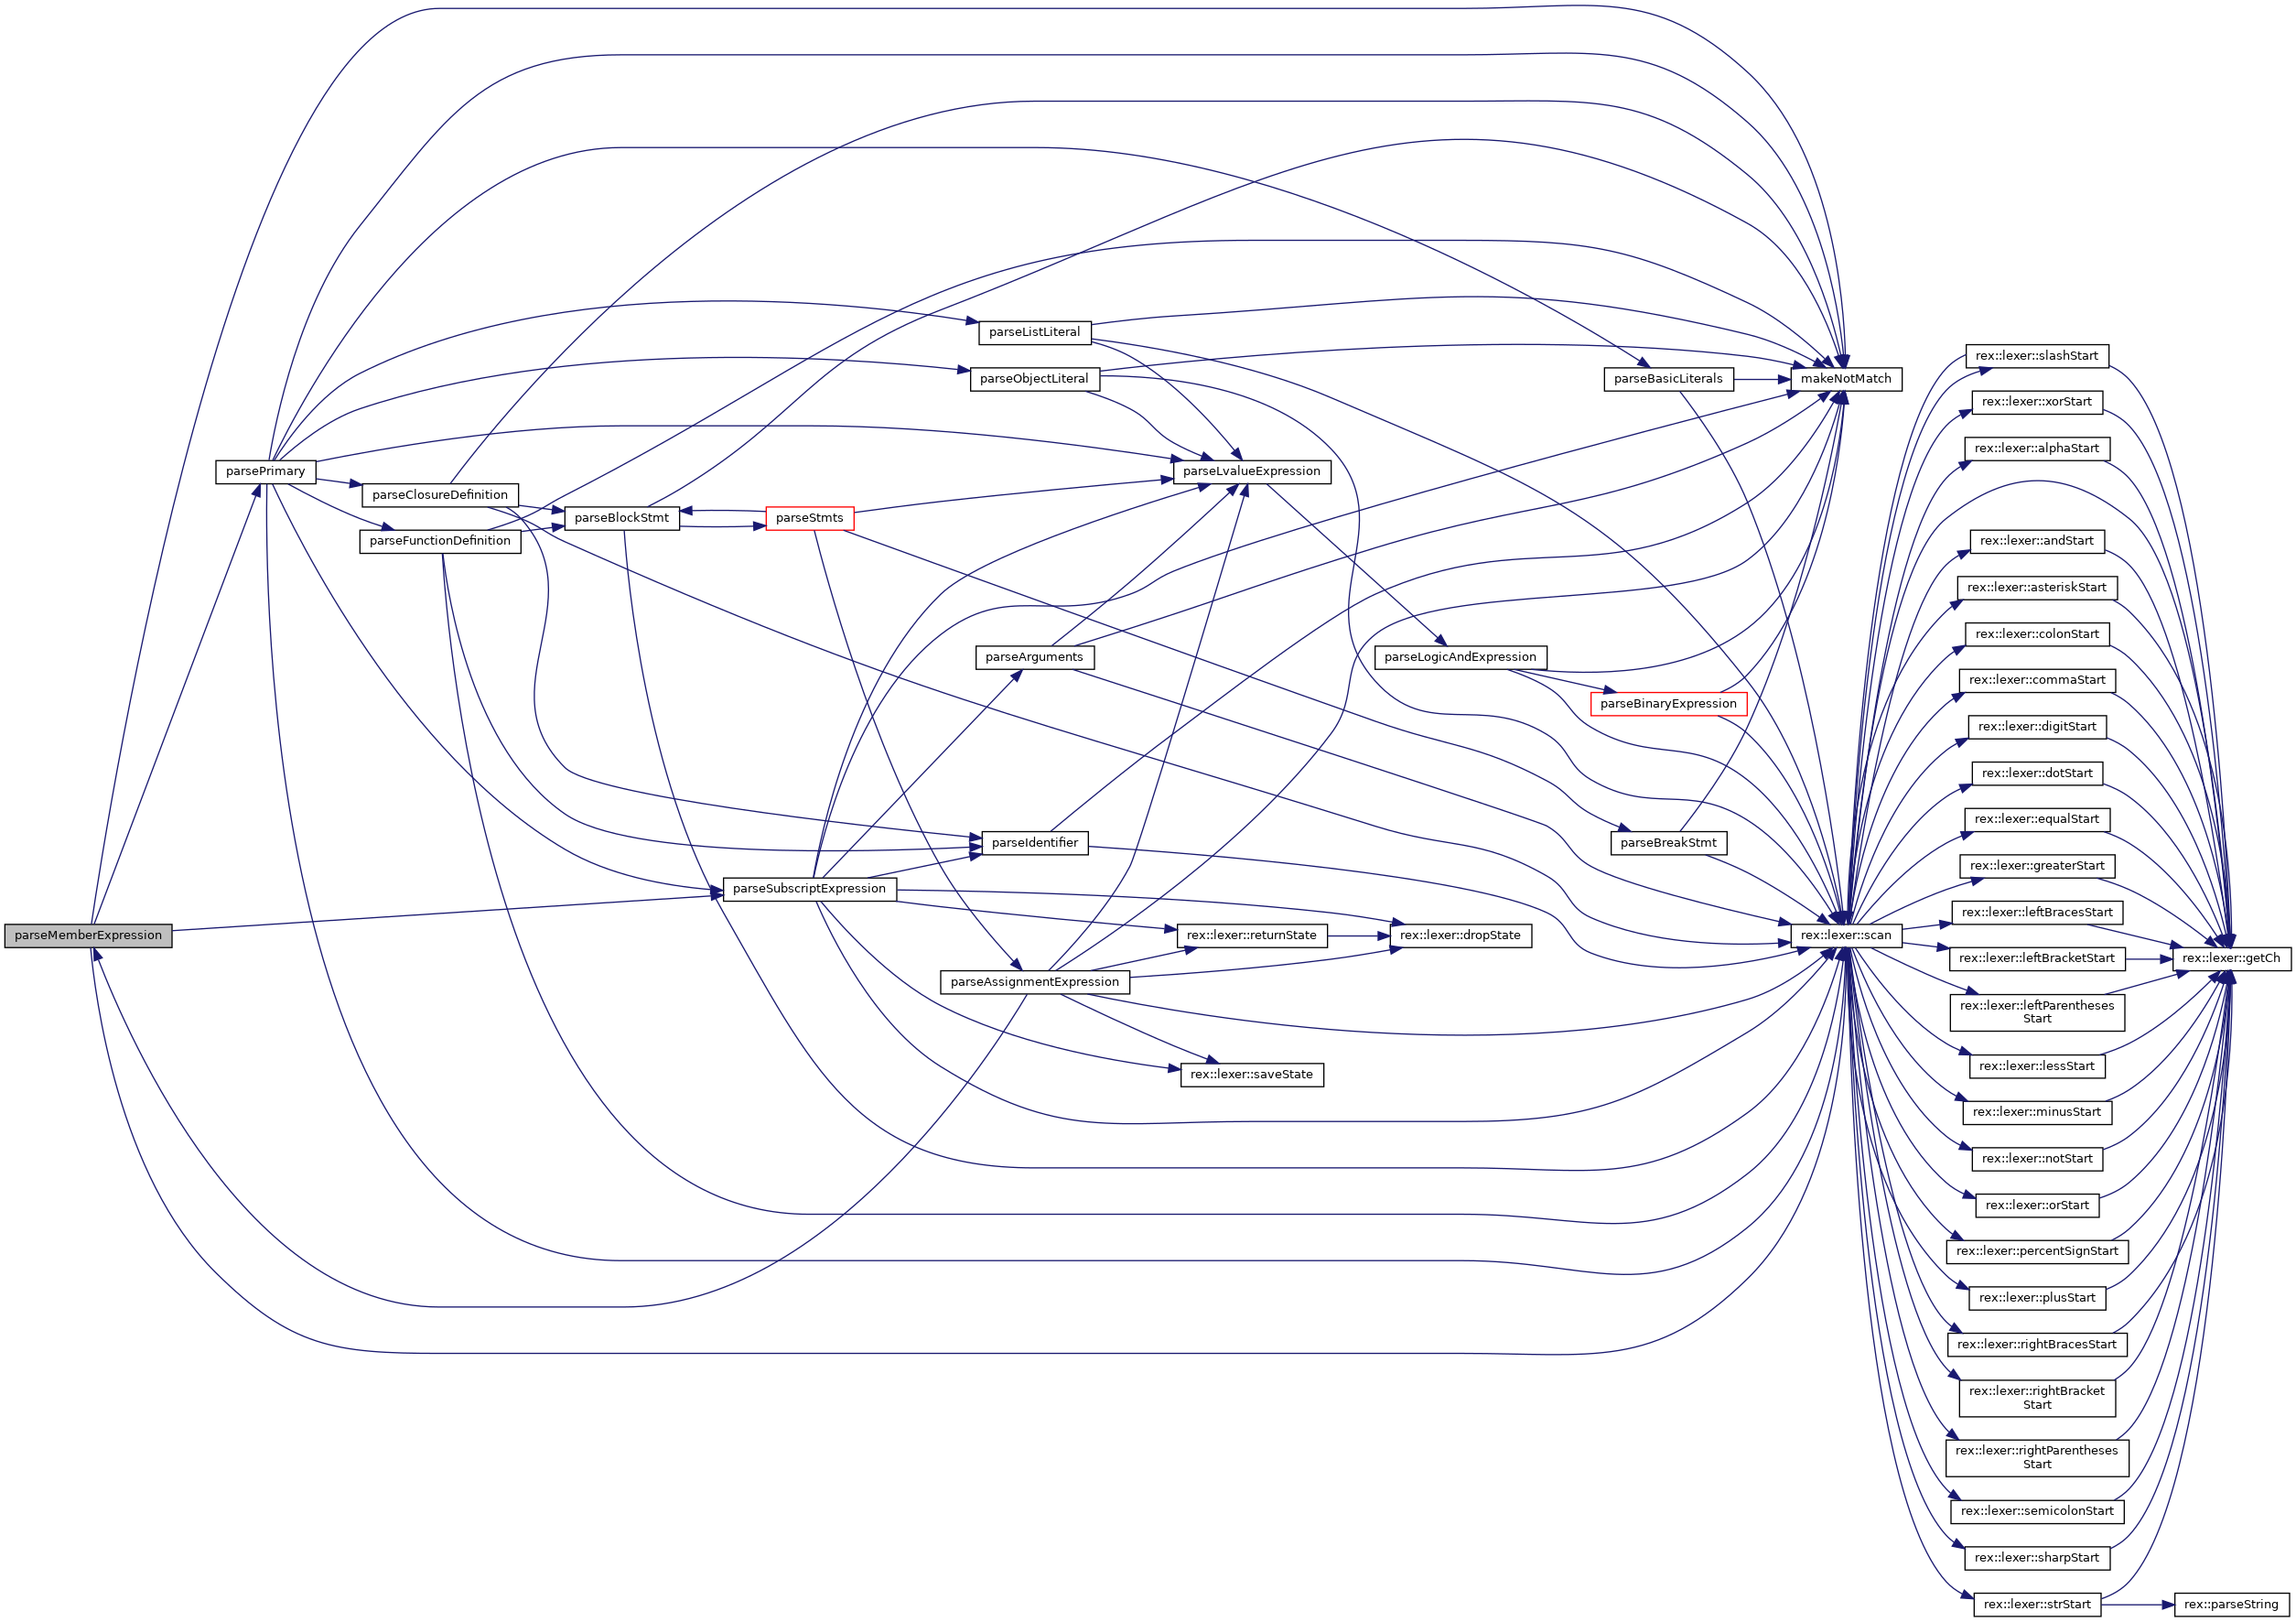 parseMemberExpression
parsePrimary
parseClosureDefinition
parseFunctionDefinition
parseBlockStmt
parseStmts
parseSubscriptExpression
parseListLiteral
parseObjectLiteral
parseArguments
parseIdentifier
parseAssignmentExpression
parseLvalueExpression
rex::lexer::returnState
rex::lexer::saveState
parseLogicAndExpression
rex::lexer::dropState
parseBasicLiterals
parseBinaryExpression
parseBreakStmt
makeNotMatch
rex::lexer::scan
rex::lexer::slashStart
rex::lexer::xorStart
rex::lexer::alphaStart
rex::lexer::andStart
rex::lexer::asteriskStart
rex::lexer::colonStart
rex::lexer::commaStart
rex::lexer::digitStart
rex::lexer::dotStart
rex::lexer::equalStart
rex::lexer::greaterStart
rex::lexer::leftBracesStart
rex::lexer::leftBracketStart
rex::lexer::leftParentheses
Start
rex::lexer::lessStart
rex::lexer::minusStart
rex::lexer::notStart
rex::lexer::orStart
rex::lexer::percentSignStart
rex::lexer::plusStart
rex::lexer::rightBracesStart
rex::lexer::rightBracket
Start
rex::lexer::rightParentheses
Start
rex::lexer::semicolonStart
rex::lexer::sharpStart
rex::lexer::strStart
rex::lexer::getCh
rex::parseString